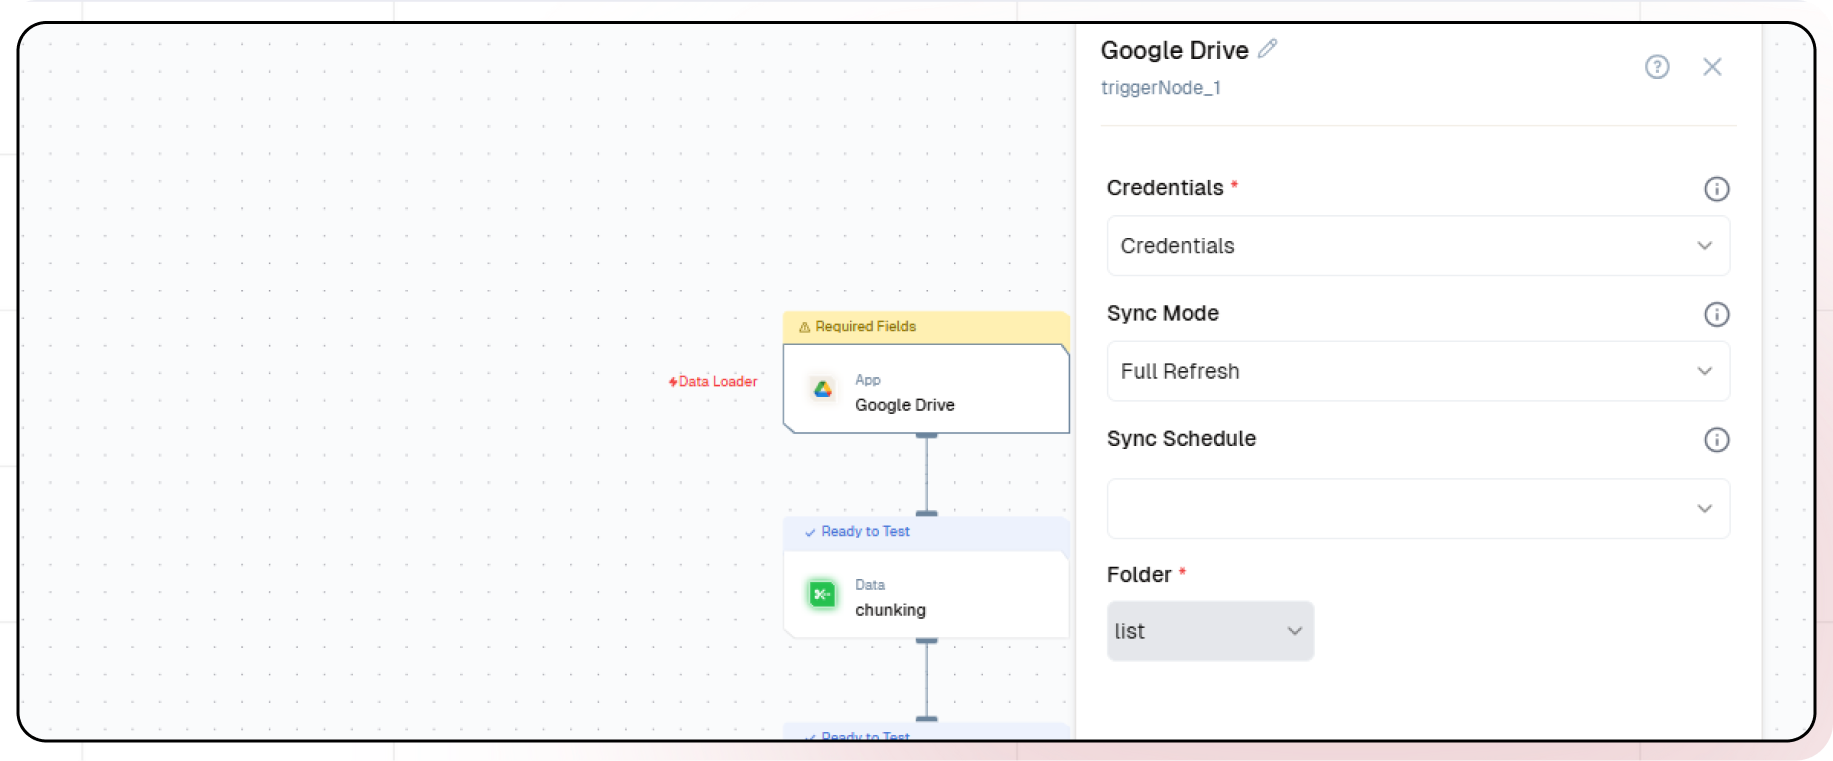 Google Drive
triggerNode_1
Credentials *
Credentials
Sync Mode
Full Refresh
Sync Schedule
Folder *
list
Required Fields
Data Loader
App
Google Drive
Ready to Test
Data
chunking
Ready to Test